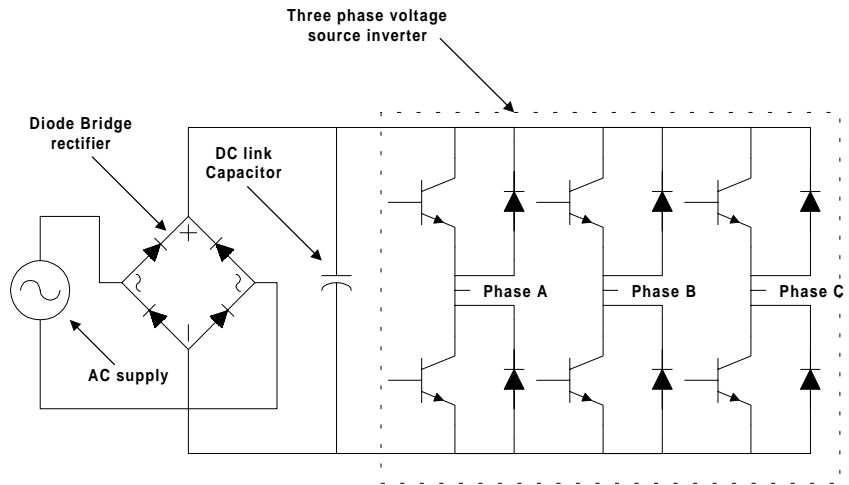 Three phase voltage
source inverter
Diode Bridge
rectifier
DC link
Capacitor
Phase A
Phase B
Phase C
AC supply